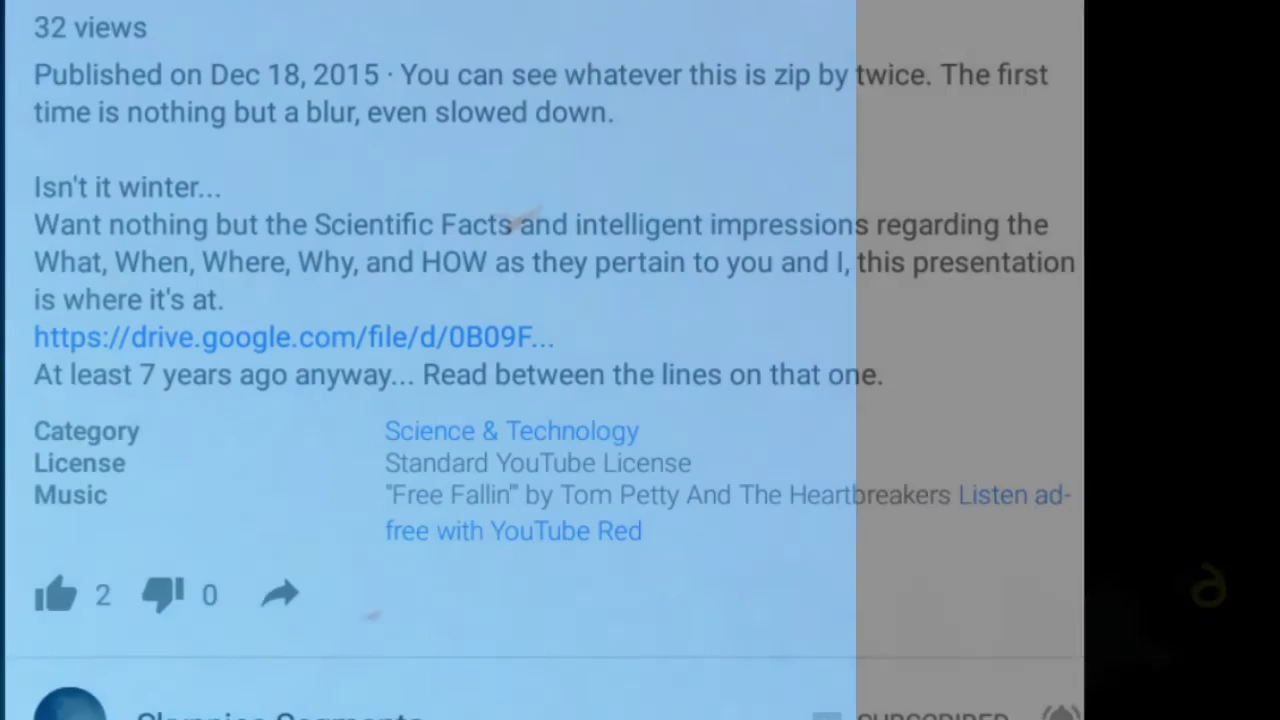 32 views
Published on Dec 18, 2015 · You can see whatever this is zip by twice. The first
time is nothing but a blur, even slowed down.
Isn't it winter...
Want nothing but the Scientific Facts and intelligent impressions regarding the
What, When, Where, Why, and HOW as they pertain to you and I, this presentation
is where it's at.
https://drive.google.com/file/d/0B09F...
At least 7 years ago anyway... Read between the lines on that one.
Category Science & Technology
License Standard YouTube License
Music "Free Fallin" by Tom Petty And The Heartbreakers Listen ad-
free with YouTube Red
2 0
SUBSCRIBED